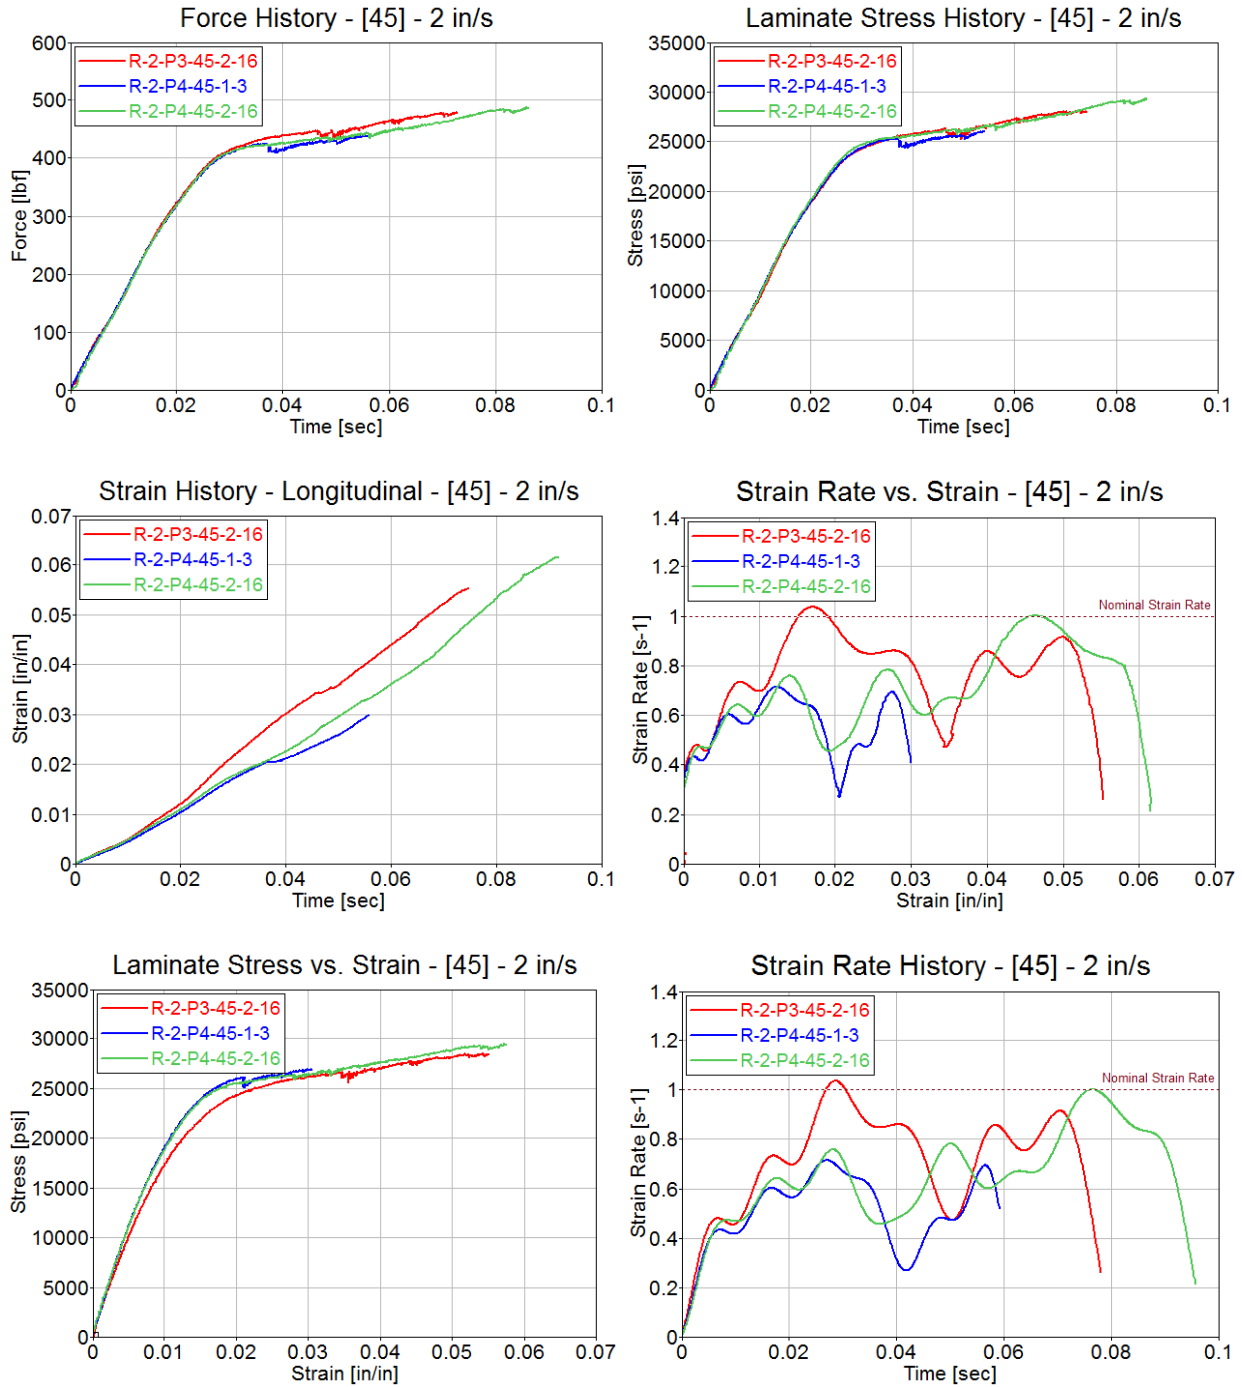 Force History - [45] - 2 in/s
600
500
400
300
200
100
0
Force [lbf]
R-2-P3-45-2-16
R-2-P4-45-1-3
R-2-P4-45-2-16
0 0.02 0.04 0.06 0.08 0.1
Time [sec]
Laminate Stress History - [45] - 2 in/s
35000
30000
25000
20000
15000
10000
5000
0
Stress [psi]
R-2-P3-45-2-16
R-2-P4-45-1-3
R-2-P4-45-2-16
0 0.02 0.04 0.06 0.08 0.1
Time [sec]
Strain History - Longitudinal - [45] - 2 in/s
0.07
0.06
0.05
0.04
0.03
0.02
0.01
0
Strain [in/in]
R-2-P3-45-2-16
R-2-P4-45-1-3
R-2-P4-45-2-16
0 0.02 0.04 0.06 0.08 0.1
Time [sec]
Strain Rate vs. Strain - [45] - 2 in/s
1.4
1.2
1
0.8
0.6
0.4
0.2
0
Strain Rate [s-1]
R-2-P3-45-2-16
R-2-P4-45-1-3
R-2-P4-45-2-16
Nominal Strain Rate
0 0.01 0.02 0.03 0.04 0.05 0.06 0.07
Strain [in/in]
Laminate Stress vs. Strain - [45] - 2 in/s
35000
30000
25000
20000
15000
10000
5000
0
Stress [psi]
R-2-P3-45-2-16
R-2-P4-45-1-3
R-2-P4-45-2-16
0 0.01 0.02 0.03 0.04 0.05 0.06 0.07
Strain [in/in]
Strain Rate History - [45] - 2 in/s
1.4
1.2
1
0.8
0.6
0.4
0.2
0
Strain Rate [s-1]
R-2-P3-45-2-16
R-2-P4-45-1-3
R-2-P4-45-2-16
Nominal Strain Rate
0 0.02 0.04 0.06 0.08 0.1
Time [sec]